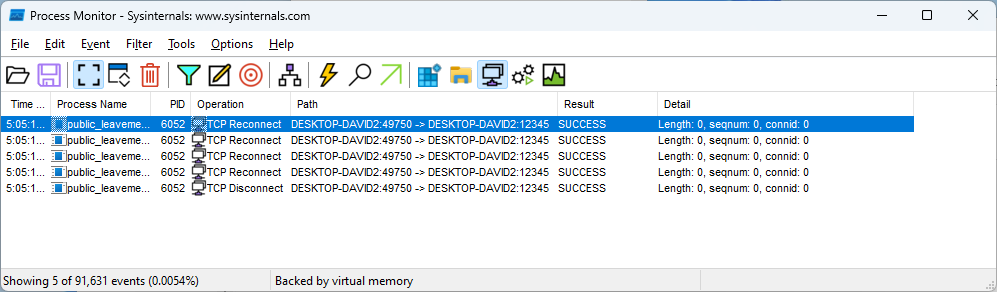 Process Monitor - Sysinternals: www.sysinternals.com
File Edit Event Filter Tools Options Help
Time ... Process Name PID Operation Path Result Detail
5:05:1... public_leaveme... 6052 TCP Reconnect DESKTOP-DAVID2:49750 -> DESKTOP-DAVID2:12345 SUCCESS Length: 0, seqnum: 0, connid: 0
5:05:1... public_leaveme... 6052 TCP Reconnect DESKTOP-DAVID2:49750 -> DESKTOP-DAVID2:12345 SUCCESS Length: 0, seqnum: 0, connid: 0
5:05:1... public_leaveme... 6052 TCP Reconnect DESKTOP-DAVID2:49750 -> DESKTOP-DAVID2:12345 SUCCESS Length: 0, seqnum: 0, connid: 0
5:05:1... public_leaveme... 6052 TCP Reconnect DESKTOP-DAVID2:49750 -> DESKTOP-DAVID2:12345 SUCCESS Length: 0, seqnum: 0, connid: 0
5:05:1... public_leaveme... 6052 TCP Disconnect DESKTOP-DAVID2:49750 -> DESKTOP-DAVID2:12345 SUCCESS Length: 0, seqnum: 0, connid: 0
Showing 5 of 91,631 events (0.0054%) Backed by virtual memory